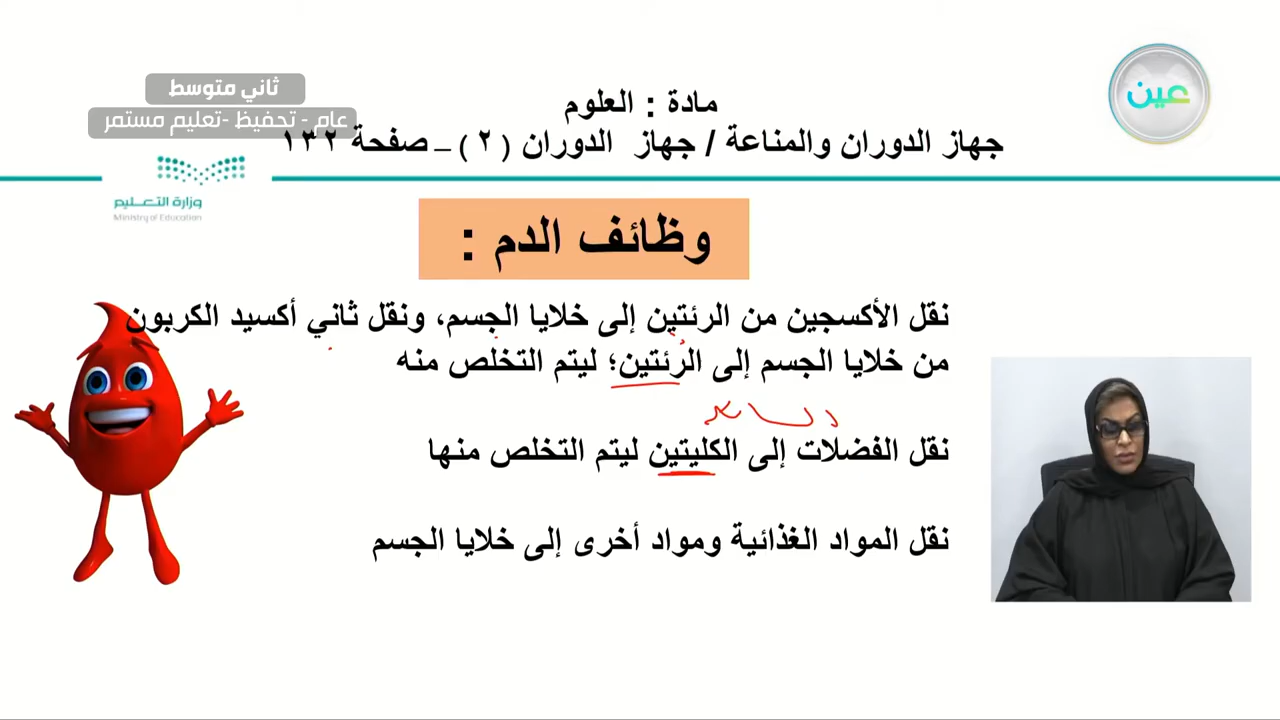 عين
ثاني متوسط
عام - تحفيظ -تعليم مستمر
مادة : العلوم
جهاز الدوران والمناعة / جهاز الدوران (٢) – صفحة ١٣٢
وزارة التعليم
Ministry of Education
وظائف الدم :
نقل الأكسجين من الرئتين إلى خلايا الجسم، ونقل ثاني أكسيد الكربون
من خلايا الجسم إلى الرئتين؛ ليتم التخلص منه
نقل الفضلات إلى الكليتين ليتم التخلص منها
نقل المواد الغذائية ومواد أخرى إلى خلايا الجسم